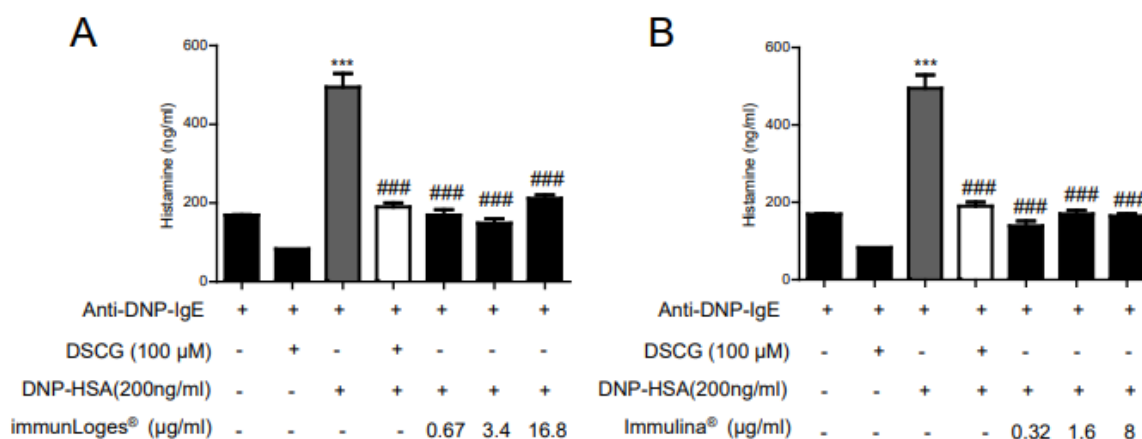 A
B
600
***
400
200
0
Histamine (ng/ml)
###
###
###
###
Anti-DNP-IgE + + + + + + +
DSCG (100 µM) - + - + - - -
DNP-HSA(200ng/ml) - - + + + + +
immunLoges® (µg/ml) - - - - 0.67 3.4 16.8
600
***
400
200
0
Histamine (ng/ml)
###
###
###
###
Anti-DNP-IgE + + + + + + +
DSCG (100 µM) - + - + - - -
DNP-HSA(200ng/ml) - - + + + + +
Immulina® (µg/ml) - - - - 0.32 1.6 8